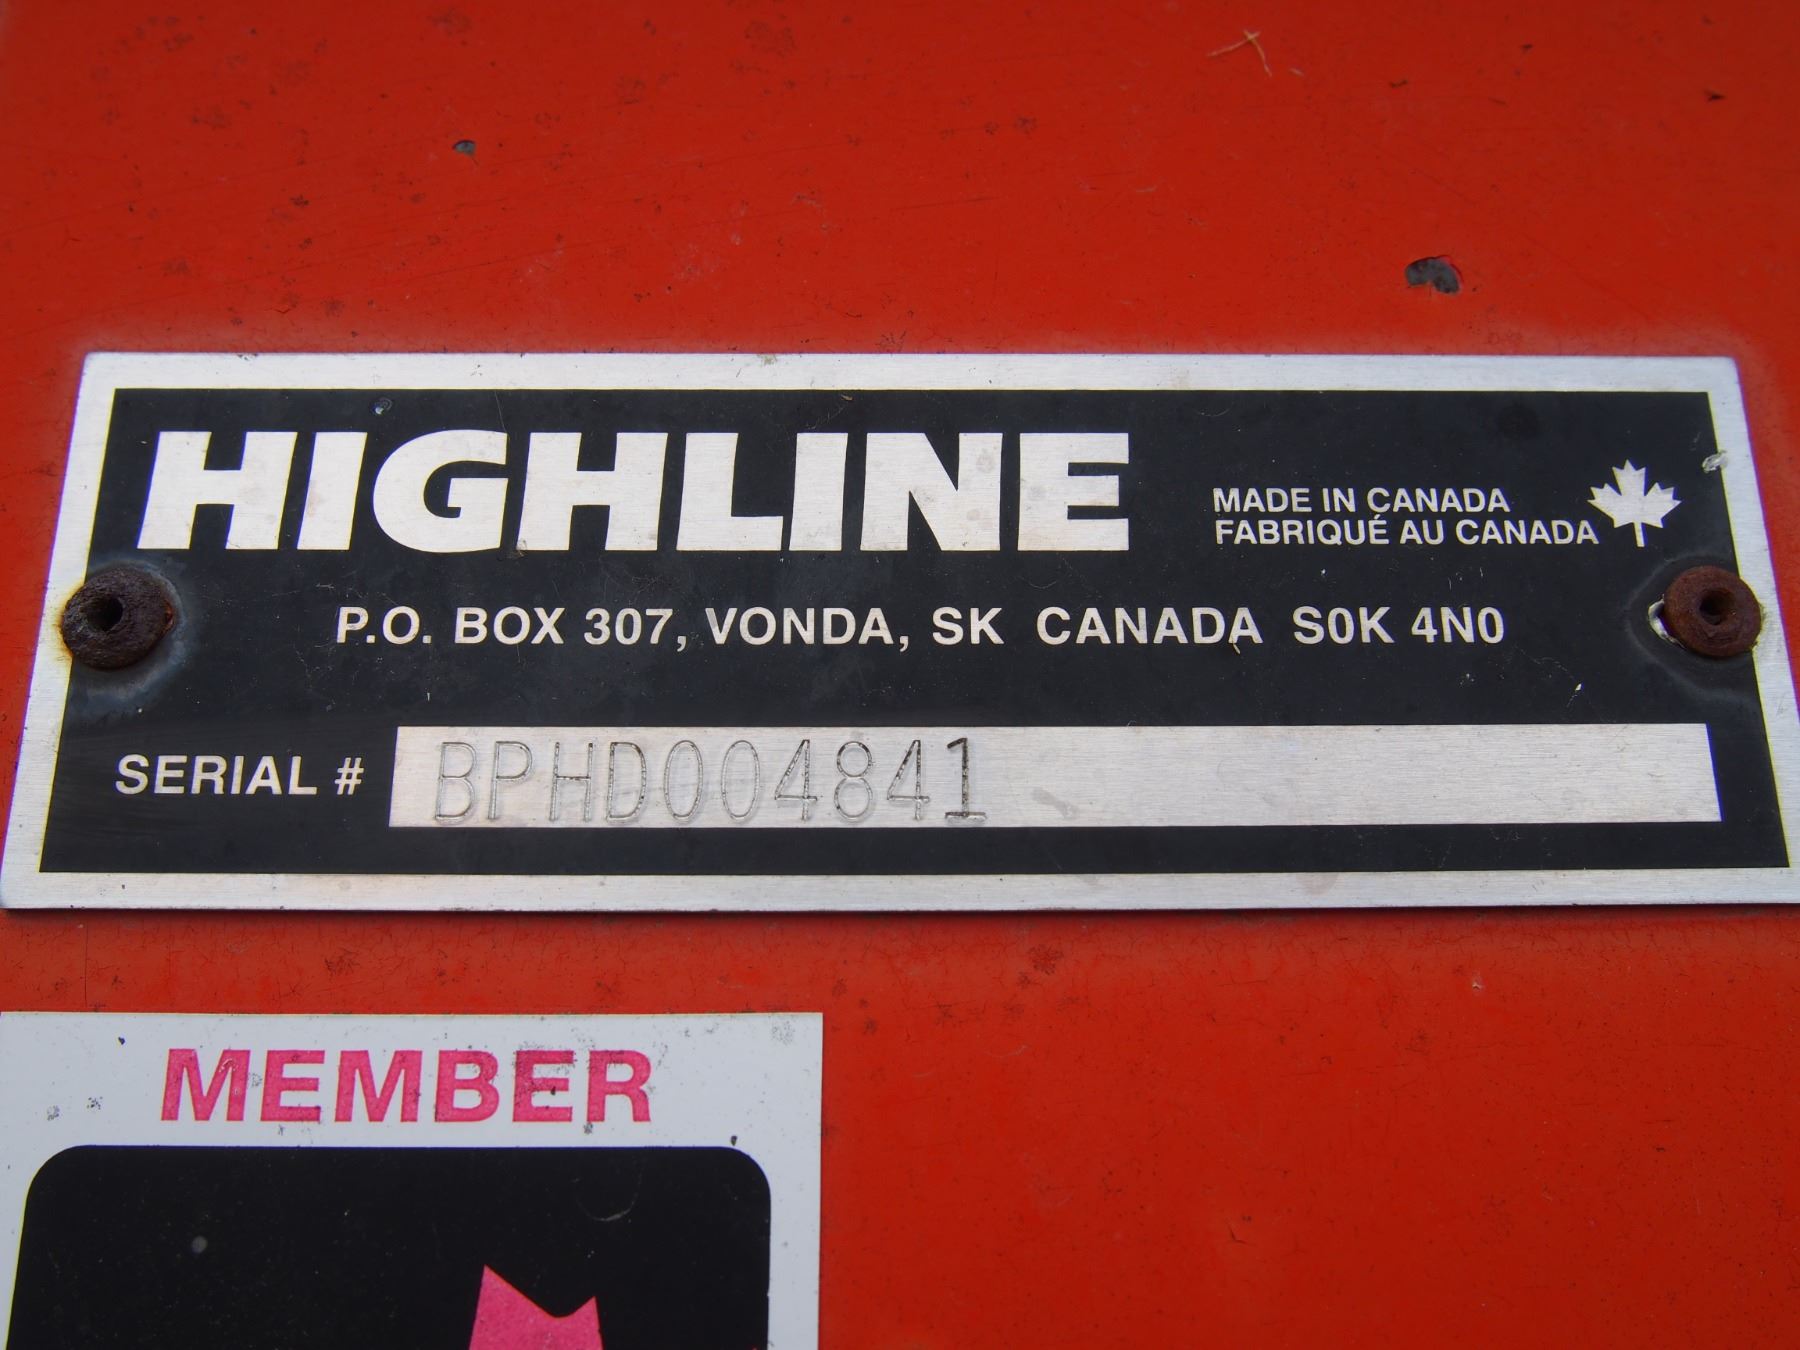 HIGHLINE
MADE IN CANADA
FABRIQUÉ AU CANADA
P.O. BOX 307, VONDA, SK CANADA S0K 4N0
SERIAL # BPHD004841
MEMBER